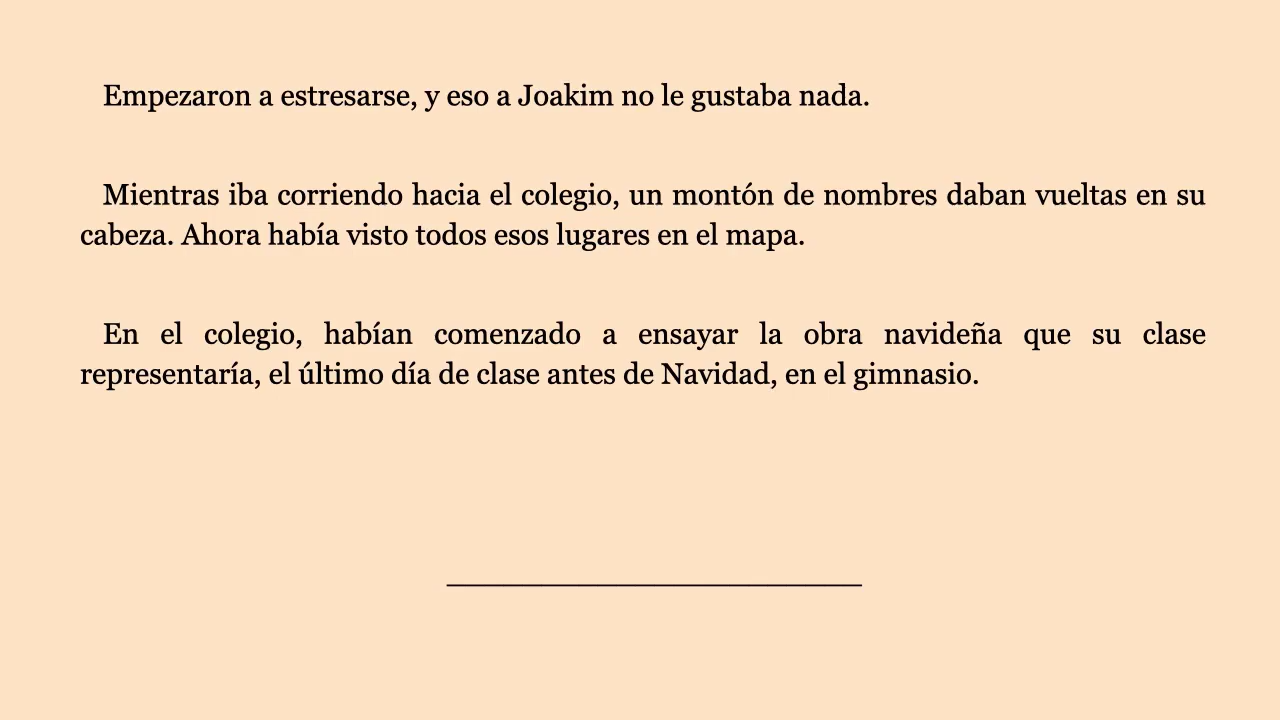 Empezaron a estresarse, y eso a Joakim no le gustaba nada.
Mientras iba corriendo hacia el colegio, un montón de nombres daban vueltas en su
cabeza. Ahora había visto todos esos lugares en el mapa.
En el colegio, habían comenzado a ensayar la obra navideña que su clase
representaría, el último día de clase antes de Navidad, en el gimnasio.